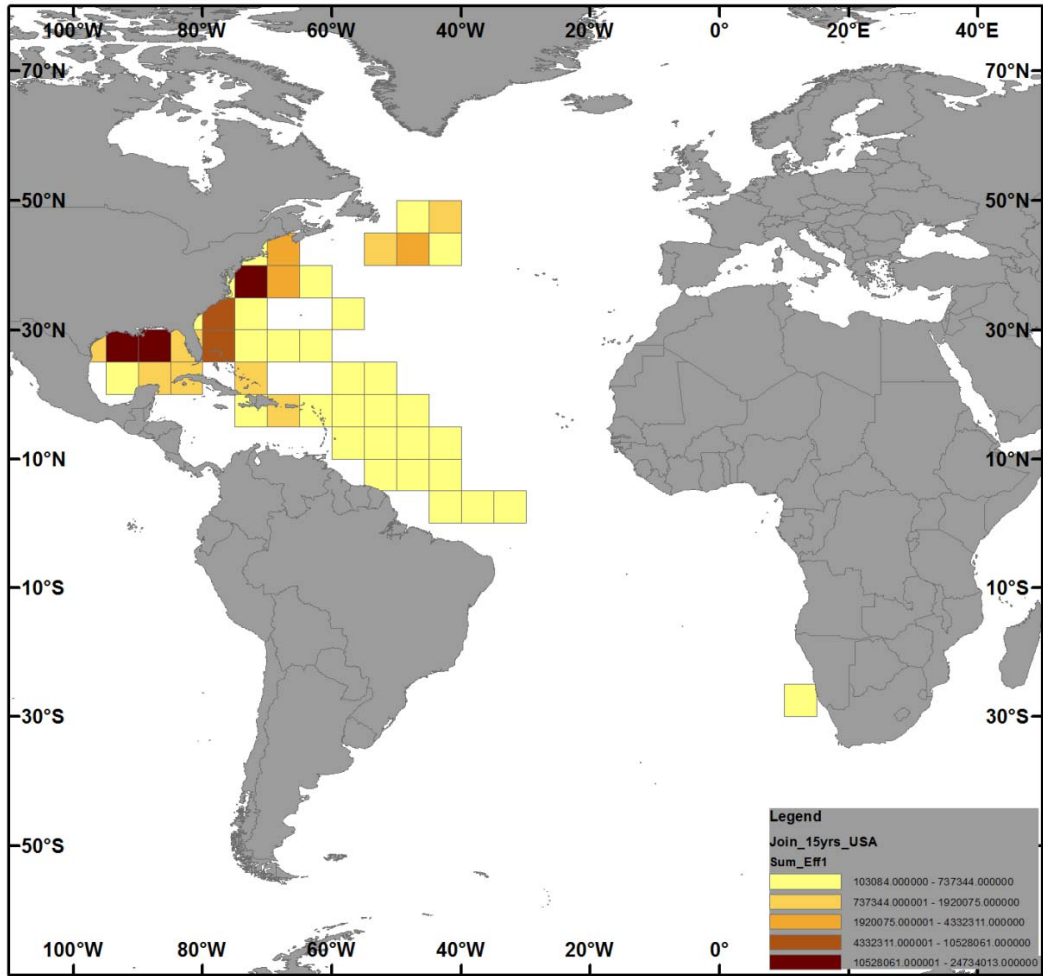 100°W 80°W 60°W 40°W 20°W 0° 20°E 40°E
70°N 70°N
50°N 50°N
30°N 30°N
10°N 10°N
10°S 10°S
30°S 30°S
50°S 50°S
Legend
Join_15yrs_USA
Sum_Eff1
103084.000000 - 737344.000000
737344.000001 - 1920075.000000
1920075.000001 - 4332311.000000
4332311.000001 - 10528061.000000
10528061.000001 - 24734013.000000
100°W 80°W 60°W 40°W 20°W 0°